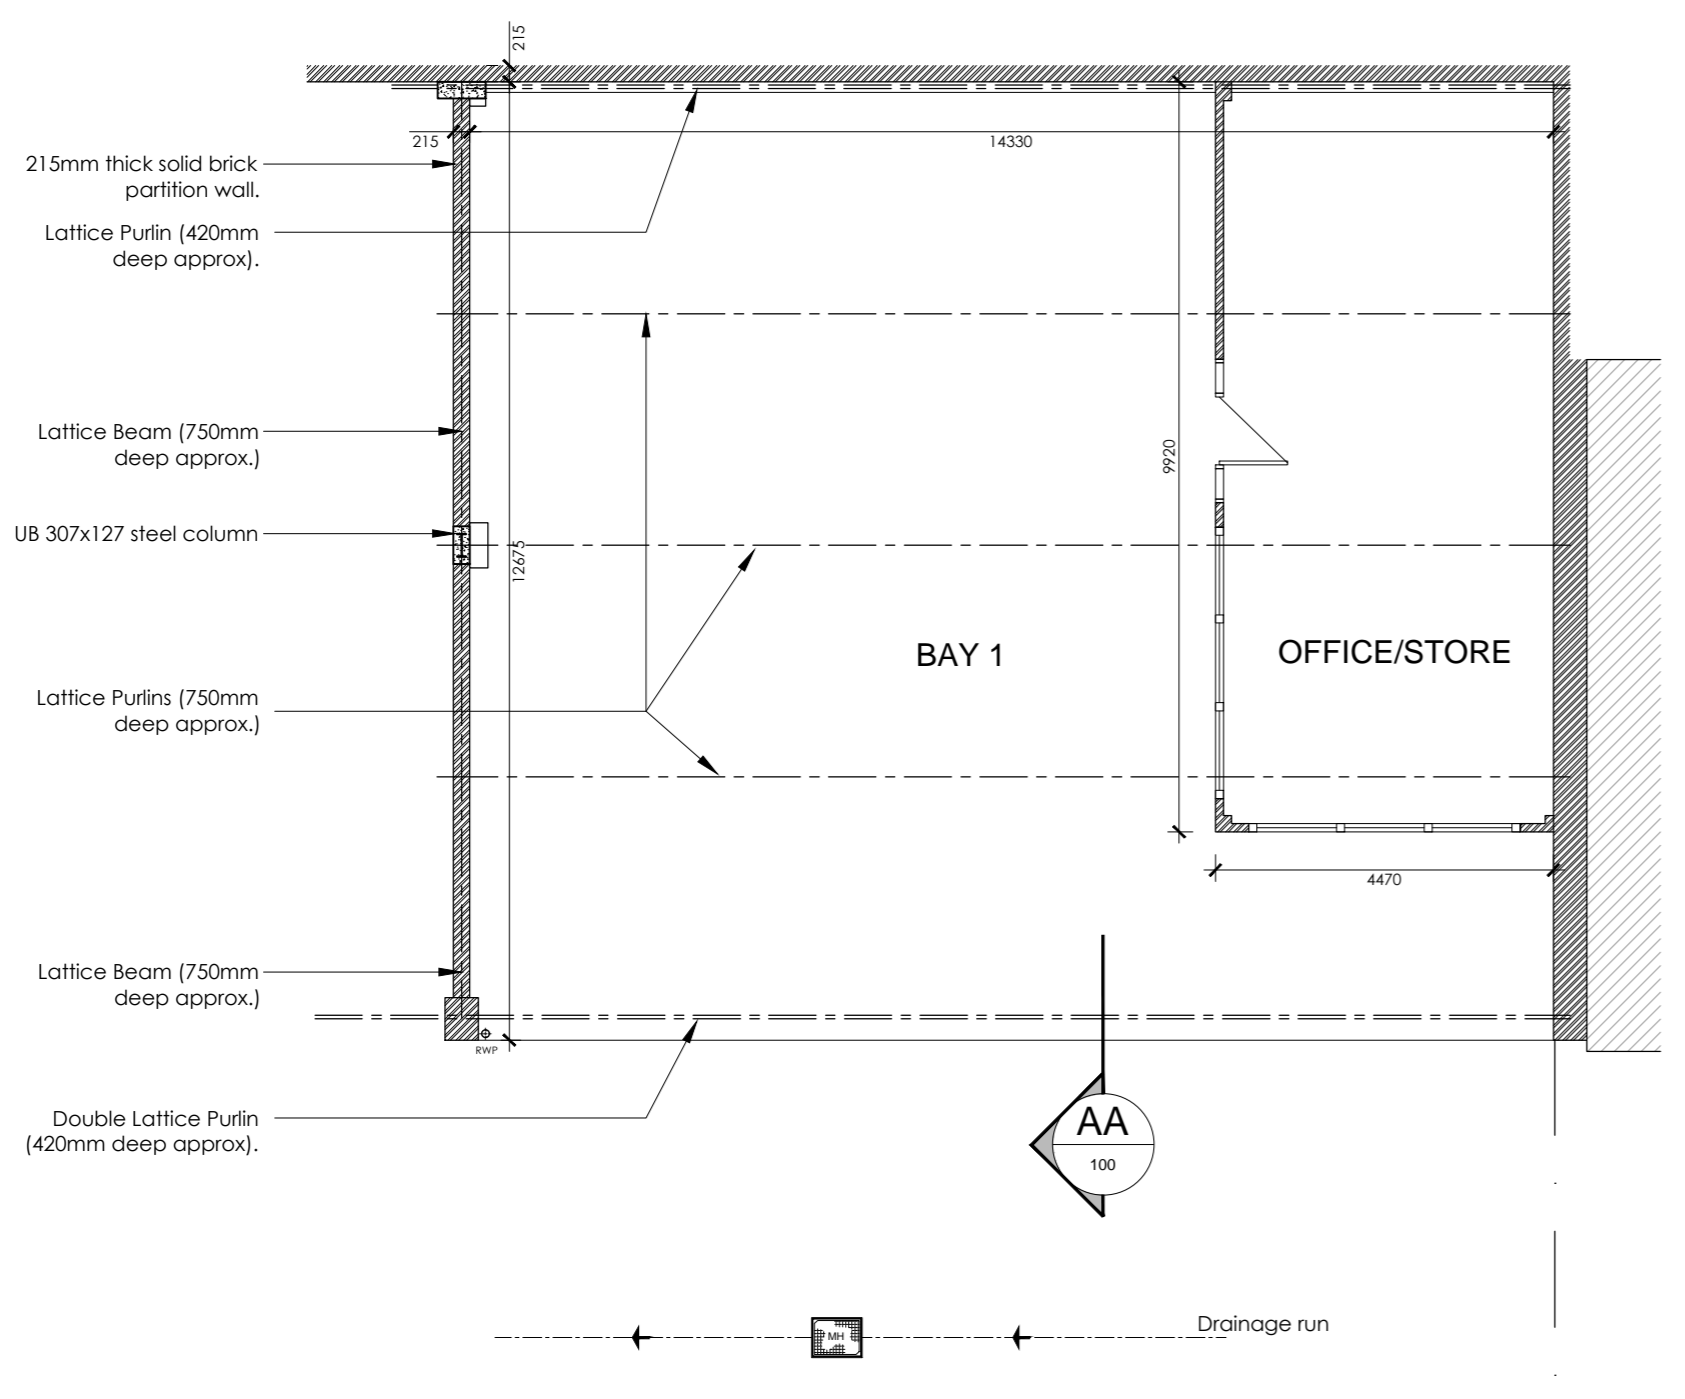 215
215
14330
215mm thick solid brick
partition wall.
Lattice Purlin (420mm
deep approx).
Lattice Beam (750mm
deep approx.)
9920
UB 307x127 steel column
12675
BAY 1
OFFICE/STORE
Lattice Purlins (750mm
deep approx.)
4470
Lattice Beam (750mm
deep approx.)
RWP
Double Lattice Purlin
(420mm deep approx).
AA
100
Drainage run
MH